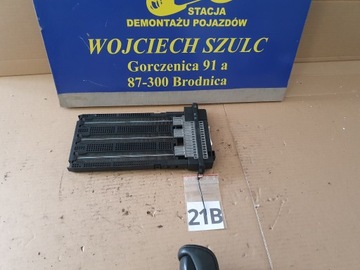 STACJA
DEMONTAŻU POJAZDÓW
WOJCIECH SZULC
Gorczenica 91 a
87-300 Brodnica
21B